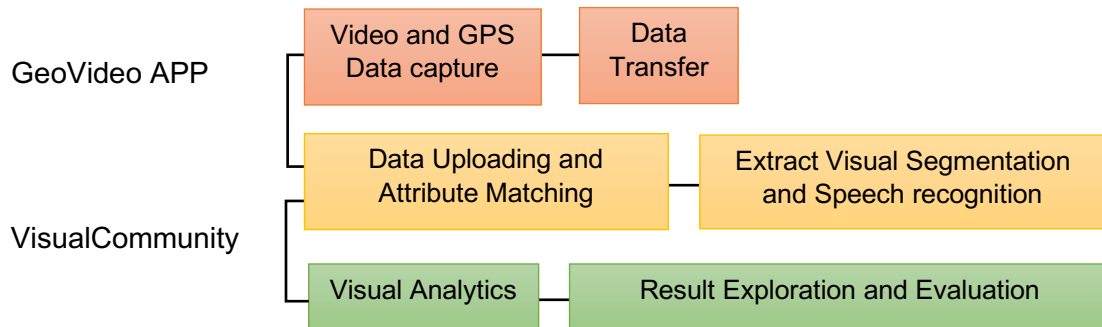 GeoVideo APP
Video and GPS
Data capture
Data
Transfer
Data Uploading and
Attribute Matching
Extract Visual Segmentation
and Speech recognition
VisualCommunity
Visual Analytics
Result Exploration and Evaluation